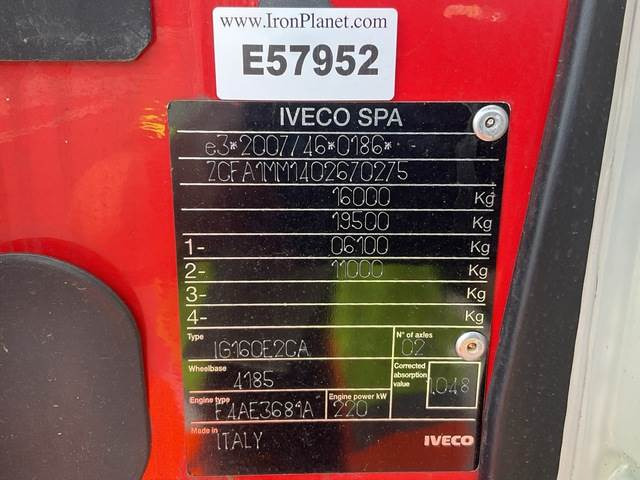 www.IronPlanet.com
E57952
IVECO SPA
e3*2007/46*0186*
ZCFA1MM1402670275
16000 Kg
19500 Kg
1- 06100 Kg
2- 11000 Kg
3- Kg
4- Kg
Type IG160E2CA N° of axles 02
Wheelbase 4185 Corrected absorption value 1.048
Engine type F4AE3681A Engine power kW 220
Made in ITALY IVECO